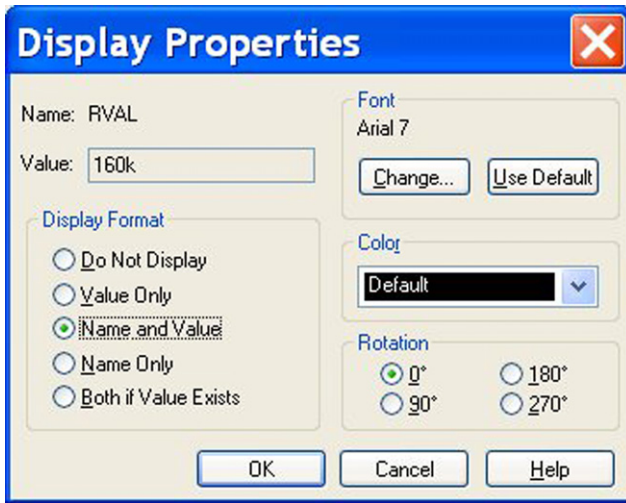 Display Properties
Name: RVAL
Value: 160k
Display Format
Do Not Display
Value Only
Name and Value
Name Only
Both if Value Exists
Font
Arial 7
Change...
Use Default
Color
Default
Rotation
0° 180°
90° 270°
OK Cancel Help